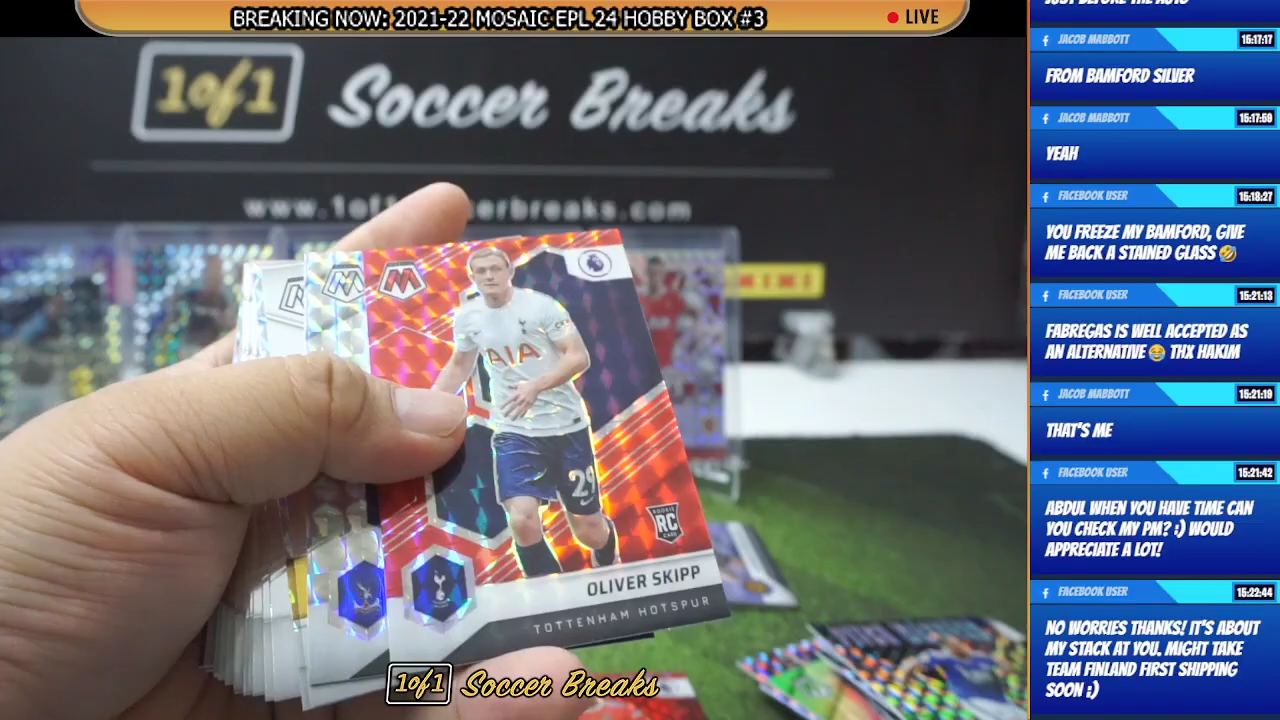 BREAKING NOW: 2021-22 MOSAIC EPL 24 HOBBY BOX #3
LIVE
1of1 Soccer Breaks
M
29
AIA
RC
OLIVER SKIPP
TOTTENHAM HOTSPUR
1of1 Soccer Breaks
JUST BEFORE THE AUTO
JACOB MABBOTT 15:17:17
FROM BAMFORD SILVER
JACOB MABBOTT 15:17:59
YEAH
FACEBOOK USER 15:18:27
YOU FREEZE MY BAMFORD, GIVE
ME BACK A STAINED GLASS 🤣
FACEBOOK USER 15:21:13
FABREGAS IS WELL ACCEPTED AS
AN ALTERNATIVE 😂 THX HAKIM
JACOB MABBOTT 15:21:19
THAT'S ME
FACEBOOK USER 15:21:42
ABDUL WHEN YOU HAVE TIME CAN
YOU CHECK MY PM? ;) WOULD
APPRECIATE A LOT!
FACEBOOK USER 15:22:44
NO WORRIES THANKS! IT'S ABOUT
MY STACK AT YOU. MIGHT TAKE
TEAM FINLAND FIRST SHIPPING
SOON ;)